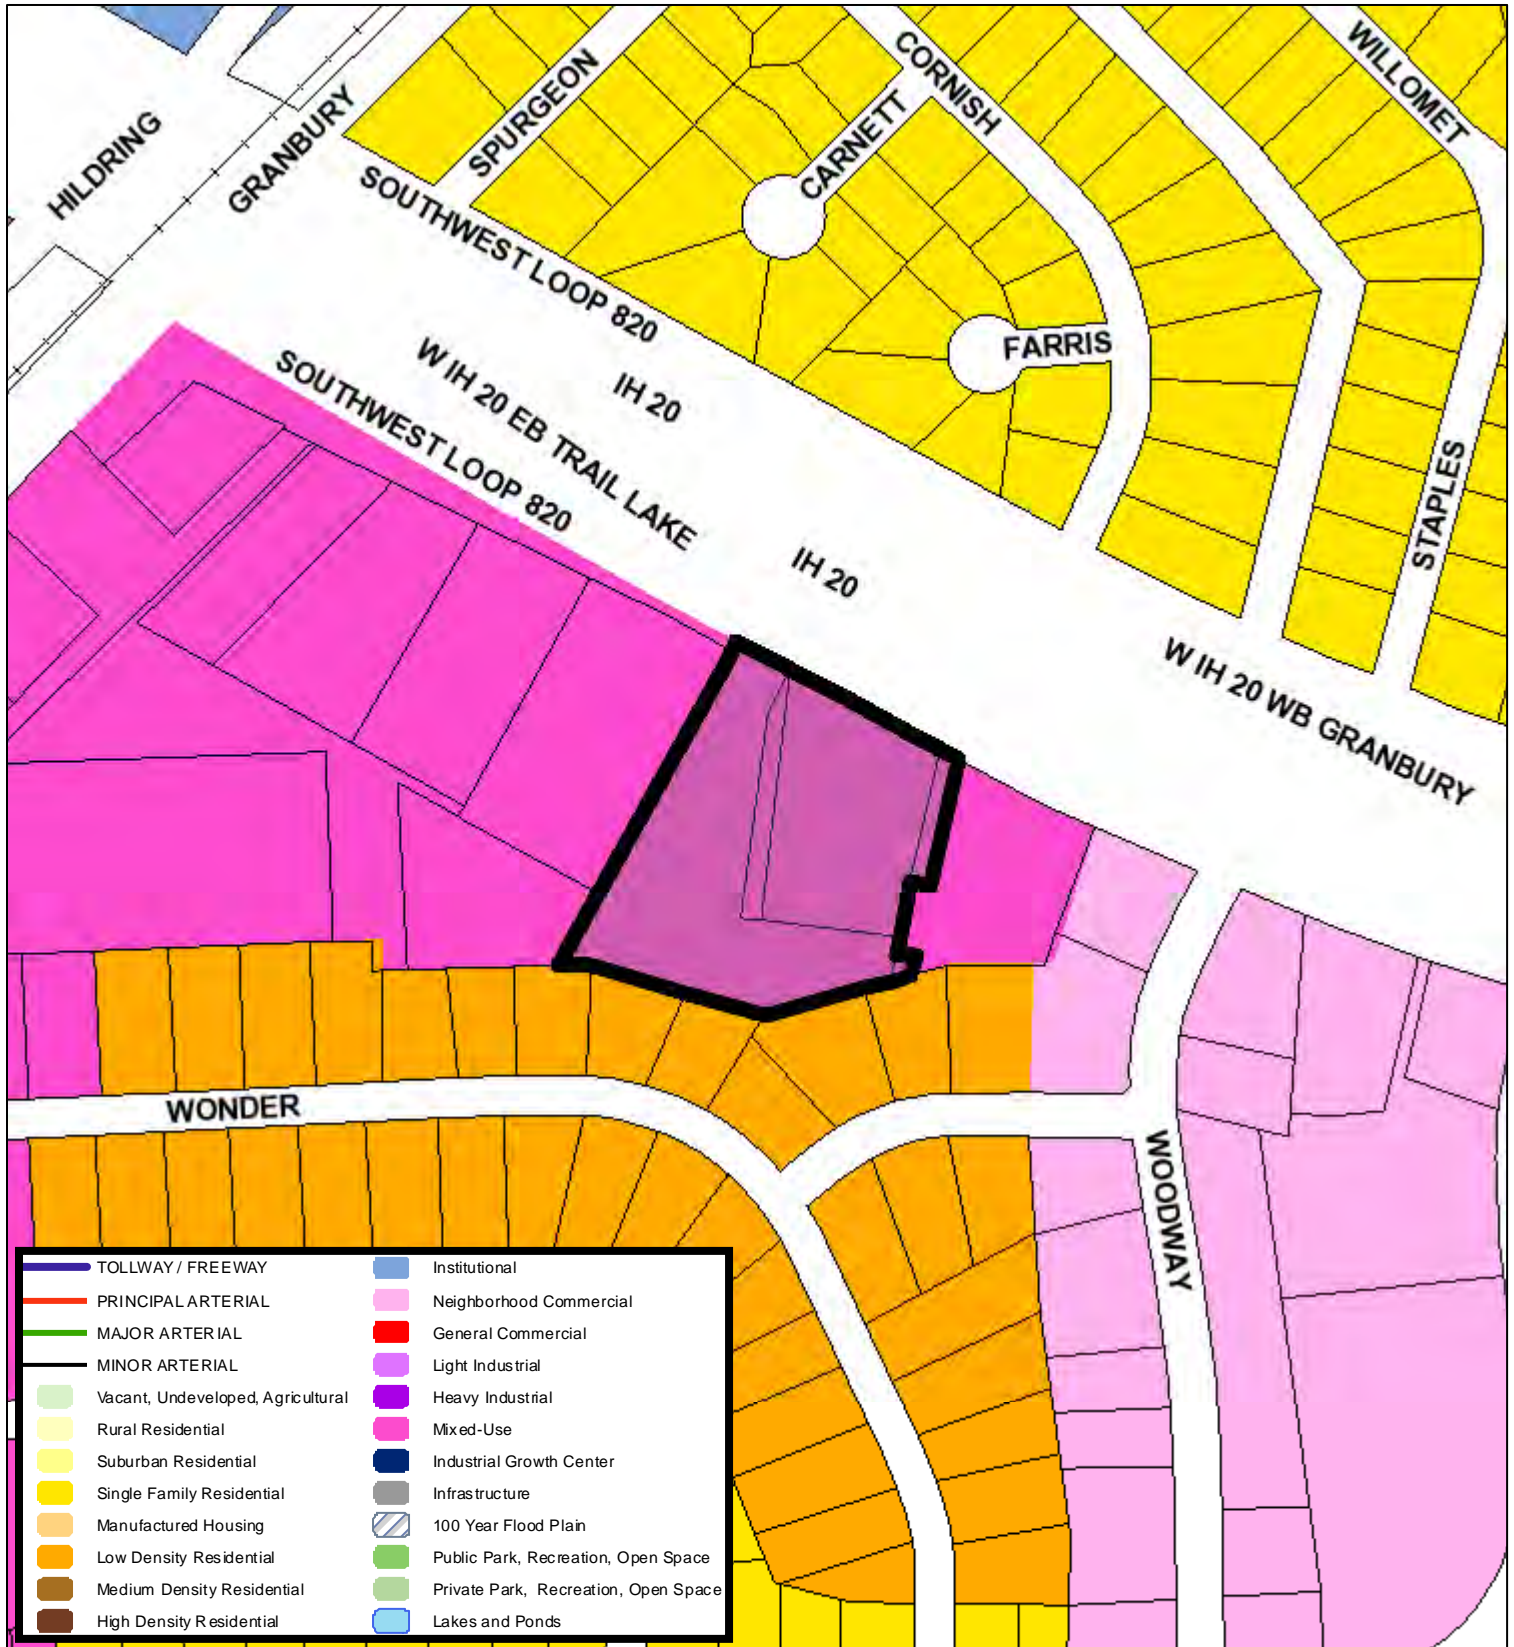 WILLOMET
CORNISH
SPURGEON
CARNETT
GRANBURY
HILDRING
SOUTHWEST LOOP 820
FARRIS
W IH 20 EB TRAIL LAKE
IH 20
SOUTHWEST LOOP 820
STAPLES
IH 20
W IH 20 WB GRANBURY
WONDER
WOODWAY
TOLLWAY / FREEWAY
PRINCIPAL ARTERIAL
MAJOR ARTERIAL
MINOR ARTERIAL
Vacant, Undeveloped, Agricultural
Rural Residential
Suburban Residential
Single Family Residential
Manufactured Housing
Low Density Residential
Medium Density Residential
High Density Residential
Institutional
Neighborhood Commercial
General Commercial
Light Industrial
Heavy Industrial
Mixed-Use
Industrial Growth Center
Infrastructure
100 Year Flood Plain
Public Park, Recreation, Open Space
Private Park, Recreation, Open Space
Lakes and Ponds